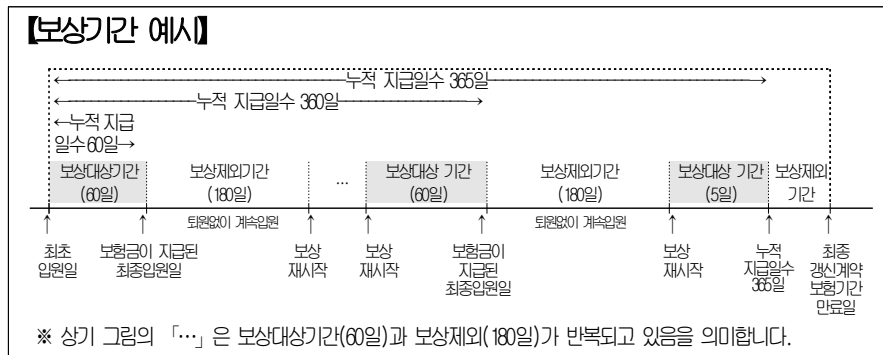 【보상기간 예시】
누적 지급일수 365일
누적 지급일수 360일
누적 지급
일수 60일
보상대상기간
(60일)
보상제외기간
(180일)
…
보상대상 기간
(60일)
보상제외기간
(180일)
보상대상 기간
(5일)
보상제외
기간
퇴원없이 계속입원
퇴원없이 계속입원
최초
입원일
보험금이 지급된
최종입원일
보상
재시작
보상
재시작
보험금이
지급된
최종입원일
보상
재시작
누적
지급일수
365일
최종
갱신계약
보험기간
만료일
※ 상기 그림의 「…」 은 보상대상기간(60일)과 보상제외(180일)가 반복되고 있음을 의미합니다.